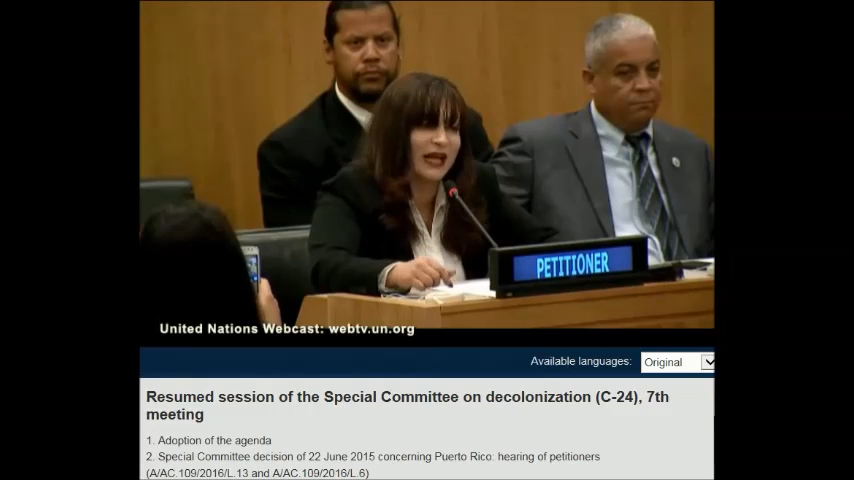 PETITIONER
United Nations Webcast: webtv.un.org
Available languages: Original
Resumed session of the Special Committee on decolonization (C-24), 7th
meeting
1. Adoption of the agenda
2. Special Committee decision of 22 June 2015 concerning Puerto Rico: hearing of petitioners
(A/AC.109/2016/L.13 and A/AC.109/2016/L.6)